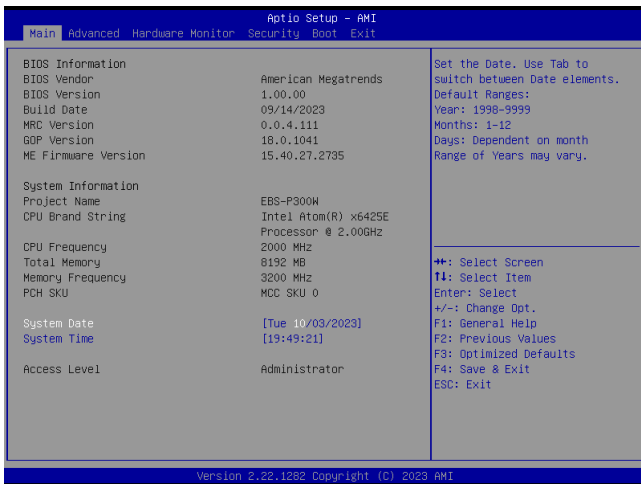 Aptio Setup – AMI
Main Advanced Hardware Monitor Security Boot Exit
BIOS Information
BIOS Vendor American Megatrends
BIOS Version 1.00.00
Build Date 09/14/2023
MRC Version 0.0.4.111
GOP Version 18.0.1041
ME Firmware Version 15.40.27.2735
System Information
Project Name EBS-P300W
CPU Brand String Intel Atom(R) x6425E
Processor @ 2.00GHz
CPU Frequency 2000 MHz
Total Memory 8192 MB
Memory Frequency 3200 MHz
PCH SKU MCC SKU 0
System Date [Tue 10/03/2023]
System Time [19:49:21]
Access Level Administrator
Set the Date. Use Tab to
switch between Date elements.
Default Ranges:
Year: 1998-9999
Months: 1-12
Days: Dependent on month
Range of Years may vary.
→←: Select Screen
↑↓: Select Item
Enter: Select
+/-: Change Opt.
F1: General Help
F2: Previous Values
F3: Optimized Defaults
F4: Save & Exit
ESC: Exit
Version 2.22.1282 Copyright (C) 2023 AMI